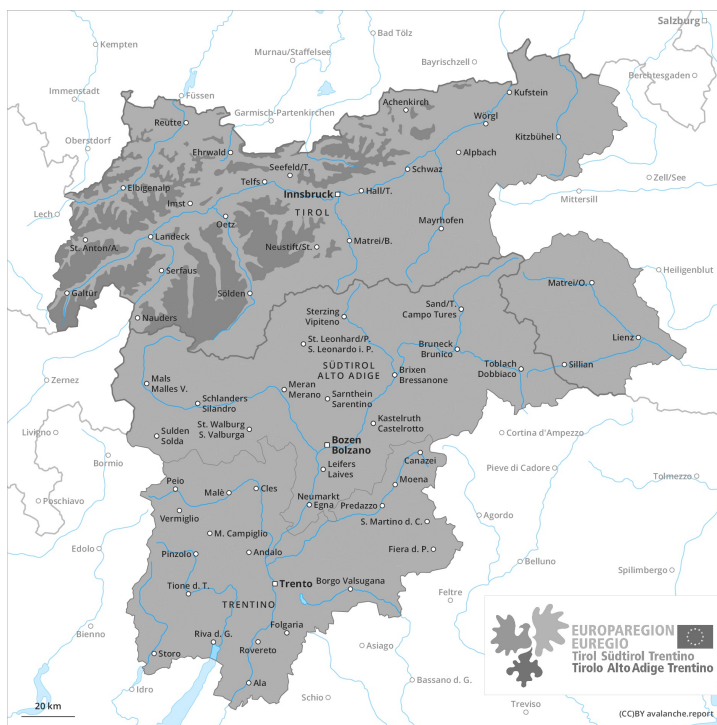 Salzburg
Kempten
Bad Tölz
Murnau/Staffelsee
Bayrischzell
Berchtesgaden
Immenstadt
Füssen
Garmisch-Partenkirchen
Achenkirch
Kufstein
Reutte
Wörgl
Oberstdorf
Ehrwald
Kitzbühel
Alpbach
Seefeld/T.
Schwaz
Telfs
Zell/See
Elbigenalp
Innsbruck
Hall/T.
Mittersill
Imst
Lech
TIROL
Oetz
Mayrhofen
St. Anton/A.
Landeck
Neustift/St.
Matrei/B.
Serfaus
Heiligenblut
Galtür
Sölden
Matrei/O.
Nauders
Sand/T.
Campo Tures
Sterzing
Vipiteno
Lienz
St. Leonhard/P.
S. Leonardo i. P.
Bruneck
Brunico
SÜDTIROL
ALTO ADIGE
Toblach
Dobbiaco
Sillian
Brixen
Bressanone
Zernez
Mals
Malles V.
Meran
Merano
Sarnthein
Sarentino
Schlanders
Silandro
St. Walburg
S. Valburga
Kastelruth
Castelrotto
Sulden
Solda
Livigno
Bozen
Bolzano
Cortina d'Ampezzo
Bormio
Canazei
Leifers
Laives
Pieve di Cadore
Tolmezzo
Peio
Malè
Cles
Moena
Poschiavo
Neumarkt
Egna
Predazzo
Vermiglio
S. Martino d. C.
Agordo
M. Campiglio
Edolo
Pinzolo
Andalo
Fiera d. P.
Belluno
Spilimbergo
Tione d. T.
Trento
Borgo Valsugana
Feltre
TRENTINO
Folgaria
Bienno
Riva d. G.
Rovereto
Asiago
Storo
Idro
Ala
Schio
Bassano d. G.
Treviso
EUROPAREGION
EUREGIO
Tirol Südtirol Trentino
Tirolo Alto Adige Trentino
20 km
(CC)BY avalanche.report